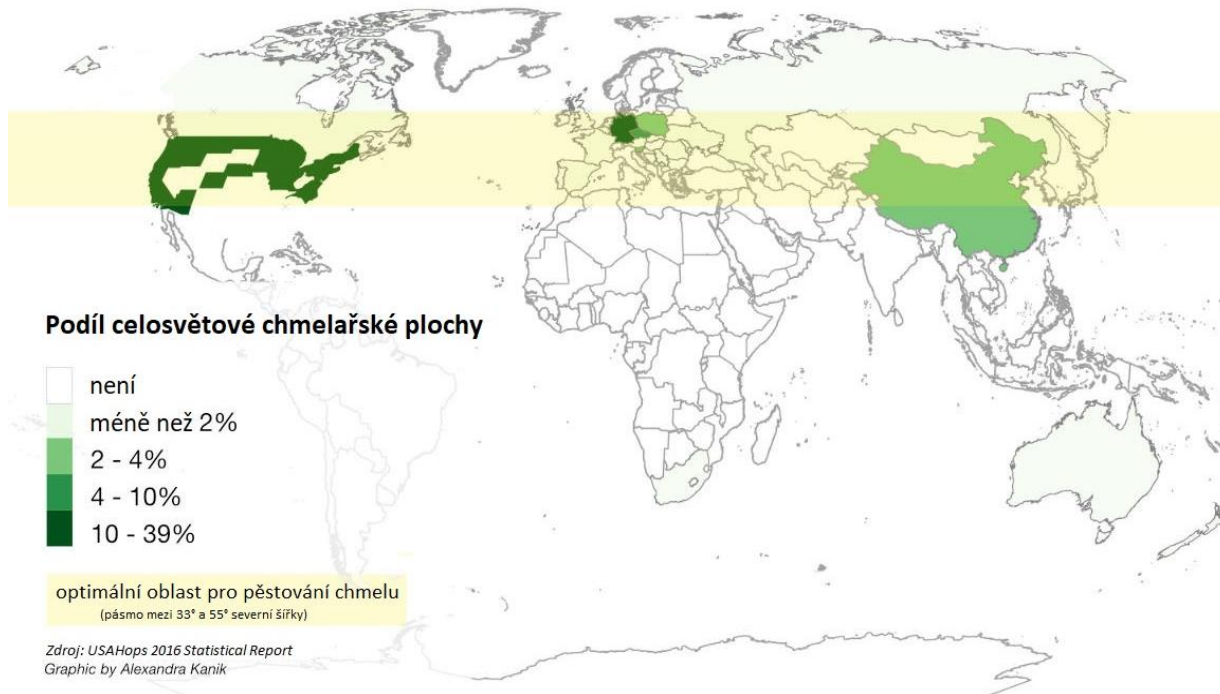 Podíl celosvětové chmelařské plochy
není
méně než 2%
2 - 4%
4 - 10%
10 - 39%
optimální oblast pro pěstování chmelu
(pásmo mezi 33° a 55° severní šířky)
Zdroj: USAHops 2016 Statistical Report
Graphic by Alexandra Kanik